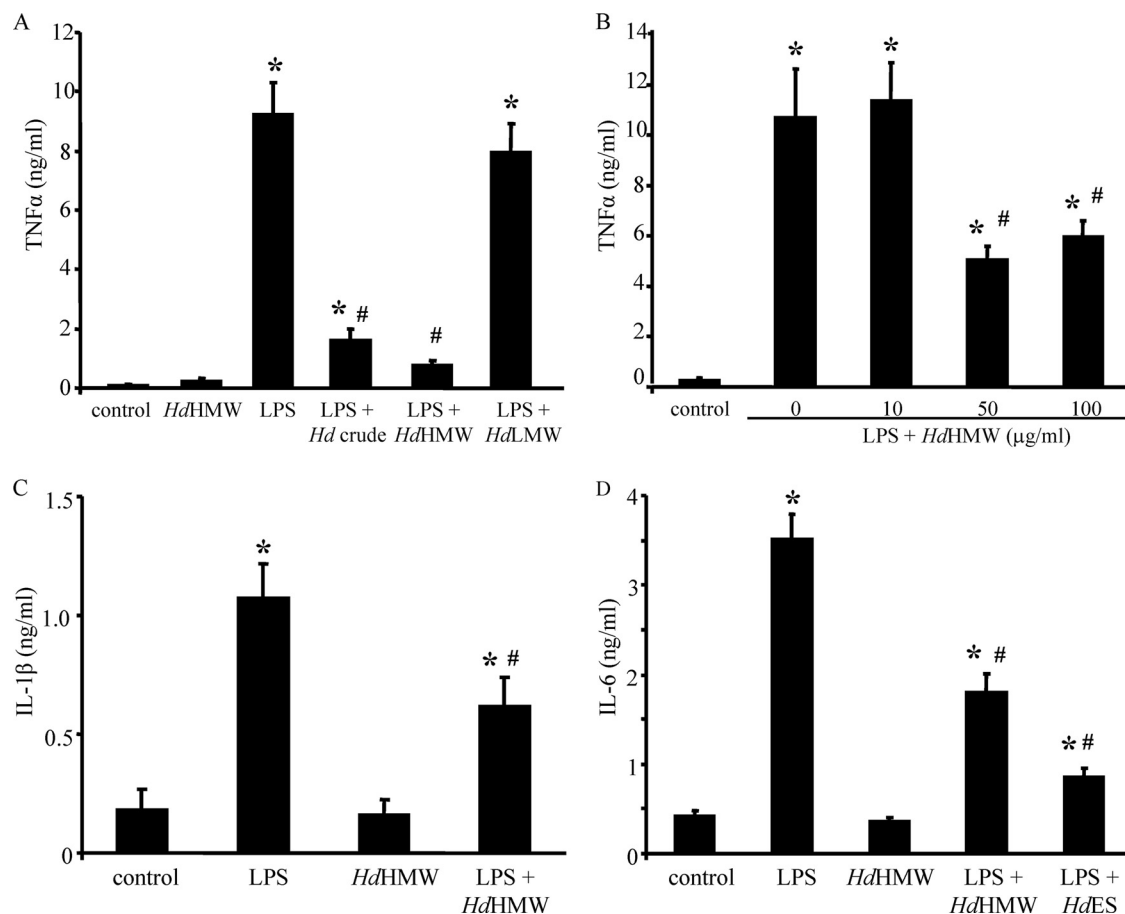 A
TNFα (ng/ml)
12
10
8
6
4
2
0
*
* #
#
*
control HdHMW LPS LPS + LPS + LPS +
Hd crude HdHMW HdLMW
B
TNFα (ng/ml)
14
12
10
8
6
4
2
0
*
*
* #
* #
control 0 10 50 100
LPS + HdHMW (μg/ml)
C
IL-1β (ng/ml)
1.5
1.0
0.5
0
*
* #
control LPS HdHMW LPS +
HdHMW
D
IL-6 (ng/ml)
4
3
2
1
0
*
* #
* #
control LPS HdHMW LPS + LPS +
HdHMW HdES